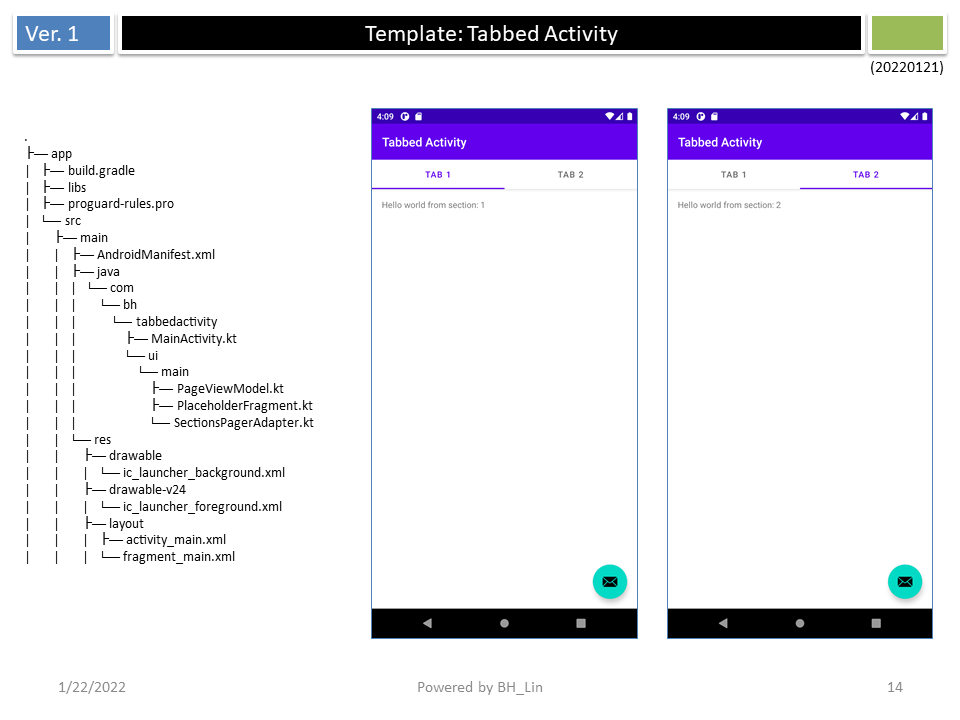 Ver. 1
Template: Tabbed Activity
(20220121)
.
├── app
│   ├── build.gradle
│   ├── libs
│   ├── proguard-rules.pro
│   └── src
│       ├── main
│       │   ├── AndroidManifest.xml
│       │   ├── java
│       │   │   └── com
│       │   │       └── bh
│       │   │           └── tabbedactivity
│       │   │               ├── MainActivity.kt
│       │   │               └── ui
│       │   │                   └── main
│       │   │                       ├── PageViewModel.kt
│       │   │                       ├── PlaceholderFragment.kt
│       │   │                       └── SectionsPagerAdapter.kt
│       │   └── res
│       │       ├── drawable
│       │       │   └── ic_launcher_background.xml
│       │       ├── drawable-v24
│       │       │   └── ic_launcher_foreground.xml
│       │       ├── layout
│       │       │   ├── activity_main.xml
│       │       │   └── fragment_main.xml
4:09
Tabbed Activity
TAB 1 TAB 2
Hello world from section: 1
4:09
Tabbed Activity
TAB 1 TAB 2
Hello world from section: 2
1/22/2022
Powered by BH_Lin
14